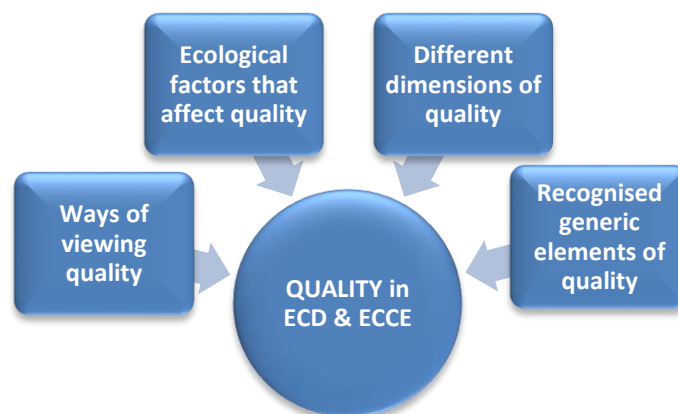 Ecological
factors that
affect quality
Different
dimensions of
quality
Ways of
viewing
quality
Recognised
generic
elements of
quality
QUALITY in
ECD & ECCE